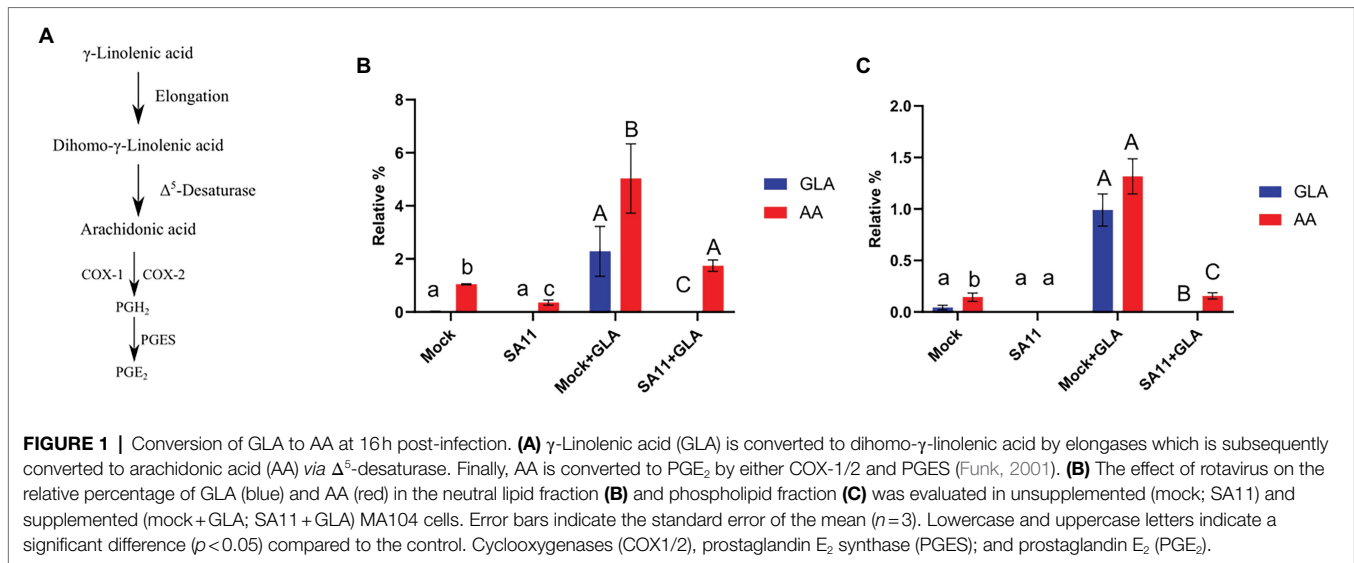 A
γ-Linolenic acid
Elongation
Dihomo-γ-Linolenic acid
Δ⁵-Desaturase
Arachidonic acid
COX-1 COX-2
PGH₂
PGES
PGE₂
B
Relative %
8
6
4
2
0
a b a c A B C A
Mock SA11 Mock+GLA SA11+GLA
GLA
AA
C
Relative %
2.0
1.5
1.0
0.5
0.0
a b a a A A B C
Mock SA11 Mock+GLA SA11+GLA
GLA
AA
FIGURE 1 | Conversion of GLA to AA at 16 h post-infection. (A) γ-Linolenic acid (GLA) is converted to dihomo-γ-linolenic acid by elongases which is subsequently
converted to arachidonic acid (AA) via Δ⁵-desaturase. Finally, AA is converted to PGE₂ by either COX-1/2 and PGES (Funk, 2001). (B) The effect of rotavirus on the
relative percentage of GLA (blue) and AA (red) in the neutral lipid fraction (B) and phospholipid fraction (C) was evaluated in unsupplemented (mock; SA11) and
supplemented (mock + GLA; SA11 + GLA) MA104 cells. Error bars indicate the standard error of the mean (n = 3). Lowercase and uppercase letters indicate a
significant difference (p < 0.05) compared to the control. Cyclooxygenases (COX1/2), prostaglandin E₂ synthase (PGES); and prostaglandin E₂ (PGE₂).